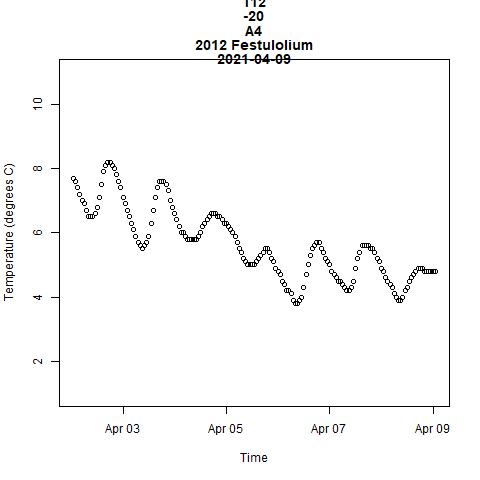 T12
-20
A4
2012 Festulolium
2021-04-09
10
8
6
4
2
Temperature (degrees C)
Apr 03
Apr 05
Apr 07
Apr 09
Time